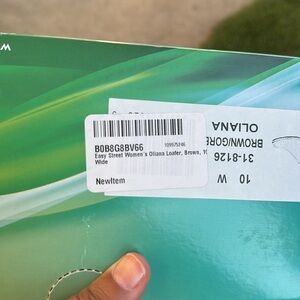 W
B0B8G8BV66
Easy Street Women's Oliana Loafer, Brown, 10
Wide
NewItem
OLIANA
BROWN/GORE
31-8126
10 W